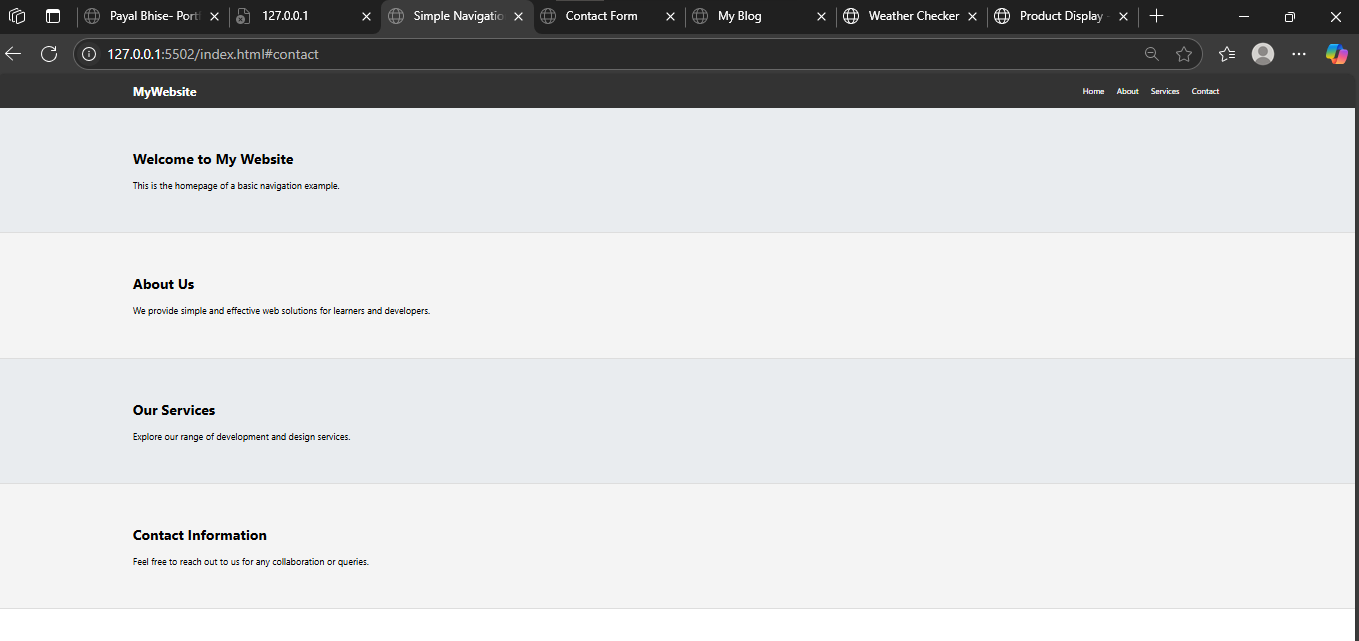 Payal Bhise- Port
127.0.0.1
Simple Navigatio
Contact Form
My Blog
Weather Checker
Product Display
127.0.0.1:5502/index.html#contact
MyWebsite
Home About Services Contact
Welcome to My Website
This is the homepage of a basic navigation example.
About Us
We provide simple and effective web solutions for learners and developers.
Our Services
Explore our range of development and design services.
Contact Information
Feel free to reach out to us for any collaboration or queries.